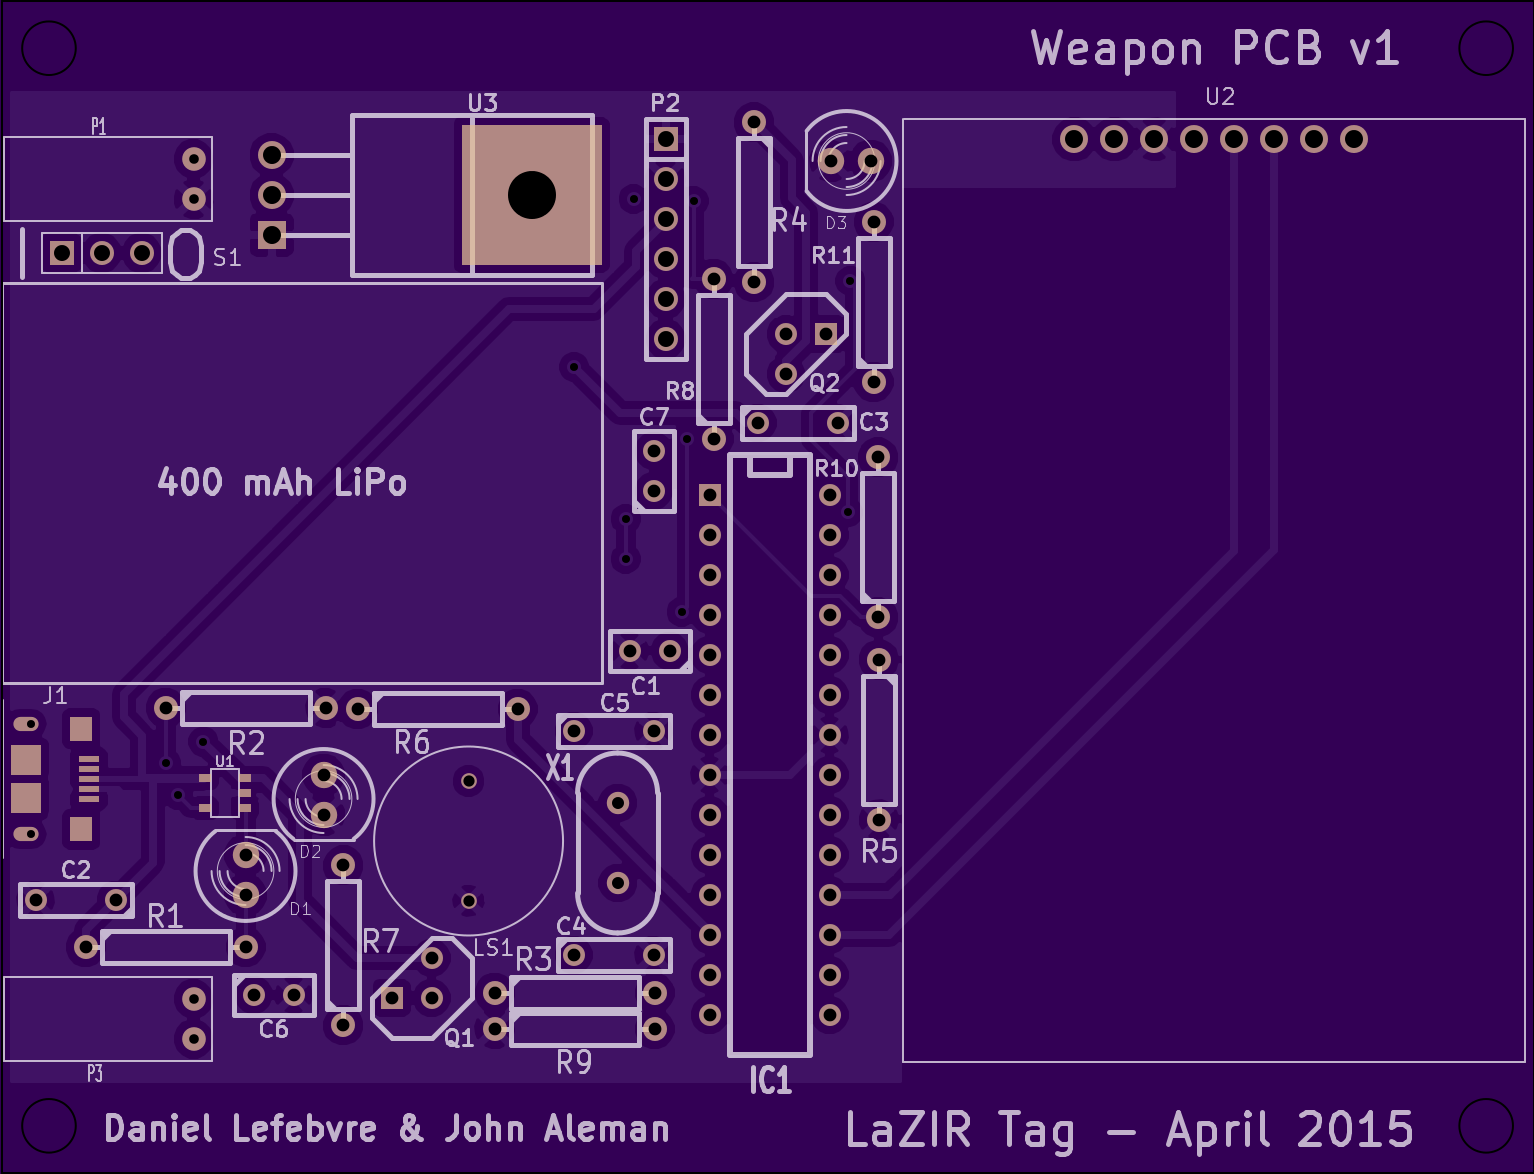 Weapon PCB v1
U2
P1
U3
P2
R4
D3
S1
R11
R8
Q2
C7
C3
R10
400 mAh LiPo
C1
J1
C5
R2
R6
X1
U1
D2
R5
C2
D1
R1
R7
LS1
C4
R3
C6
Q1
R9
P3
IC1
Daniel Lefebvre & John Aleman
LaZIR Tag - April 2015